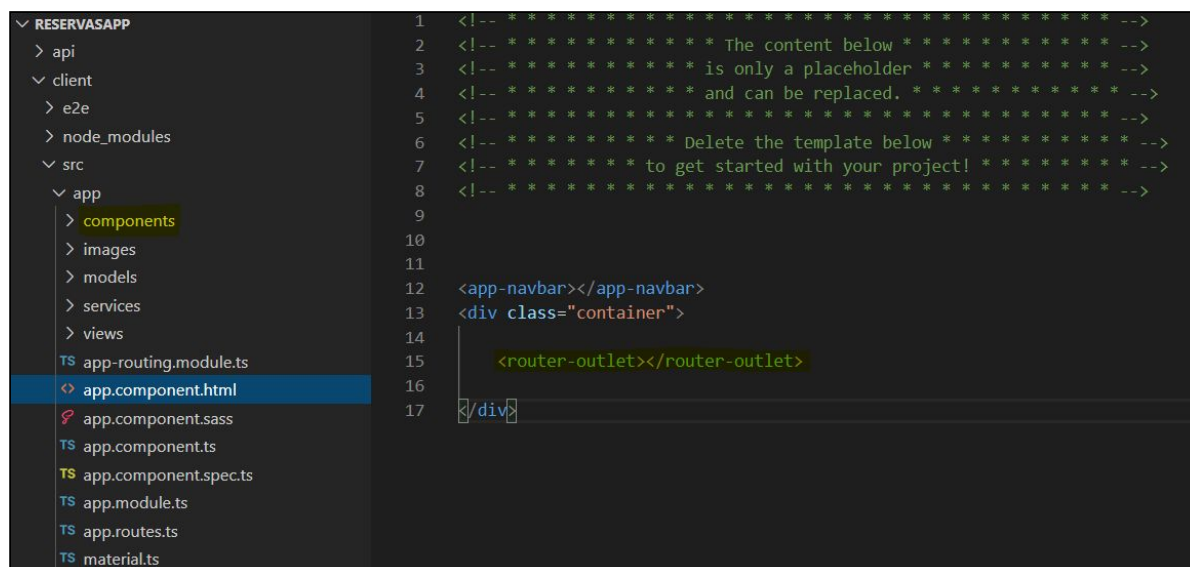 RESERVASAPP
api
client
e2e
node_modules
src
app
components
images
models
services
views
TS app-routing.module.ts
<> app.component.html
app.component.sass
TS app.component.ts
TS app.component.spec.ts
TS app.module.ts
TS app.routes.ts
TS material.ts
1 <!-- * * * * * * * * * * * * * * * * * * * * * * * * * * * * * * * -->
2 <!-- * * * * * * * * * * * The content below * * * * * * * * * * * -->
3 <!-- * * * * * * * * * * is only a placeholder * * * * * * * * * * -->
4 <!-- * * * * * * * * * * and can be replaced. * * * * * * * * * * * -->
5 <!-- * * * * * * * * * * * * * * * * * * * * * * * * * * * * * * * -->
6 <!-- * * * * * * * * * Delete the template below * * * * * * * * * * -->
7 <!-- * * * * * * * to get started with your project! * * * * * * * * -->
8 <!-- * * * * * * * * * * * * * * * * * * * * * * * * * * * * * * * -->
9
10
11
12 <app-navbar></app-navbar>
13 <div class="container">
14
15 <router-outlet></router-outlet>
16
17 </div>